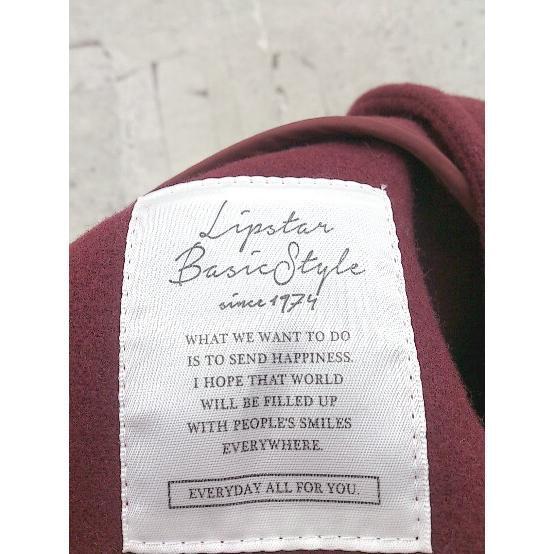 Lipstar
BasicStyle
since 1974
WHAT WE WANT TO DO
IS TO SEND HAPPINESS.
I HOPE THAT WORLD
WILL BE FILLED UP
WITH PEOPLE'S SMILES
EVERYWHERE.
EVERYDAY ALL FOR YOU.